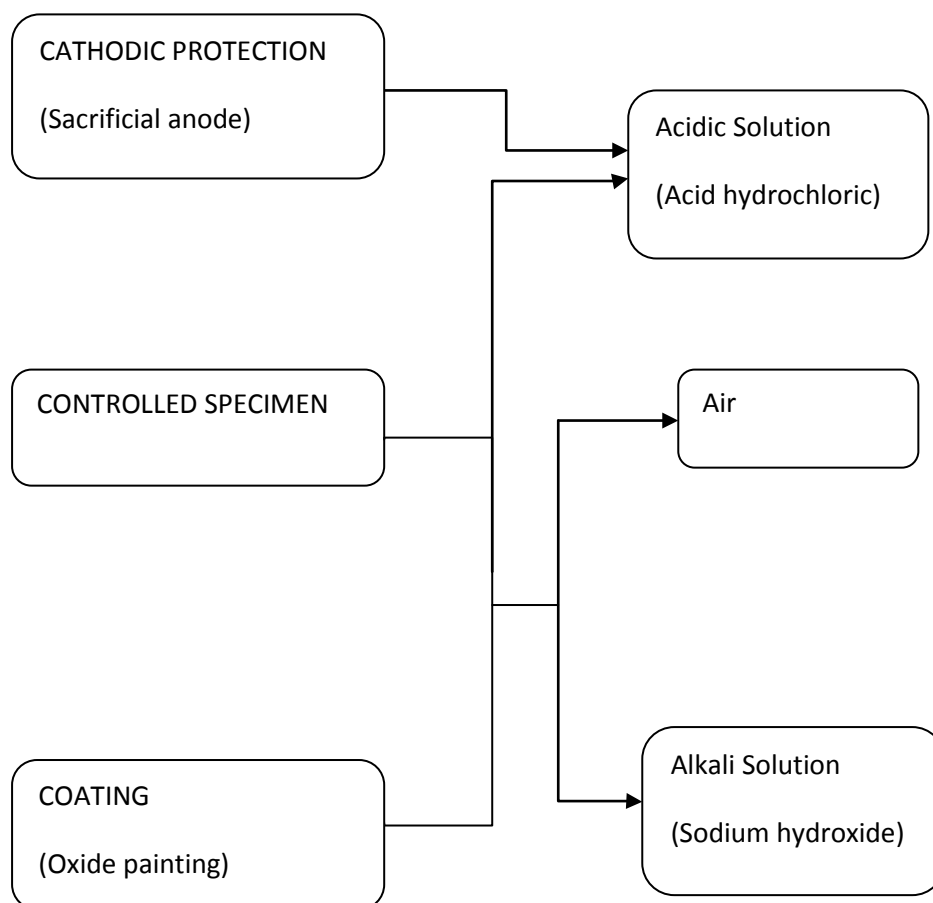 CATHODIC PROTECTION
(Sacrificial anode)
Acidic Solution
(Acid hydrochloric)
CONTROLLED SPECIMEN
Air
COATING
(Oxide painting)
Alkali Solution
(Sodium hydroxide)